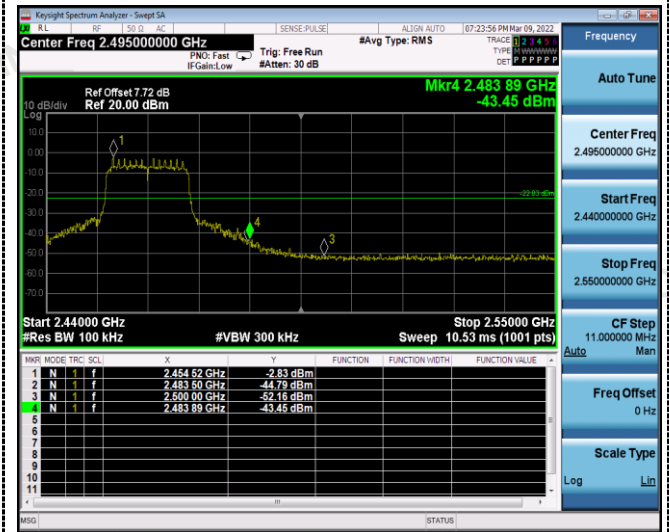 Keysight Spectrum Analyzer - Swept SA
RL RF 50 Ω AC SENSE:PULSE ALIGN AUTO 07:23:56 PM Mar 09, 2022
Center Freq 2.495000000 GHz #Avg Type: RMS TRACE 1 2 3 4 5 6
PNO: Fast Trig: Free Run TYPE M W W W W W
IFGain:Low #Atten: 30 dB DET P P P P P P
Ref Offset 7.72 dB Mkr4 2.483 89 GHz
10 dB/div Ref 20.00 dBm -43.45 dBm
Log
10.0
0.00
-10.0
-20.0
-30.0
-40.0
-50.0
-60.0
-70.0
1
4
3
-22.83 dBm
Start 2.44000 GHz Stop 2.55000 GHz
#Res BW 100 kHz #VBW 300 kHz Sweep 10.53 ms (1001 pts)
MKR MODE TRC SCL X Y FUNCTION FUNCTION WIDTH FUNCTION VALUE
1 N 1 f 2.454 52 GHz -2.83 dBm
2 N 1 f 2.483 50 GHz -44.79 dBm
3 N 1 f 2.500 00 GHz -52.16 dBm
4 N 1 f 2.483 89 GHz -43.45 dBm
5
6
7
8
9
10
11
MSG STATUS
Frequency
Auto Tune
Center Freq
2.495000000 GHz
Start Freq
2.440000000 GHz
Stop Freq
2.550000000 GHz
CF Step
11.000000 MHz
Auto Man
Freq Offset
0 Hz
Scale Type
Log Lin